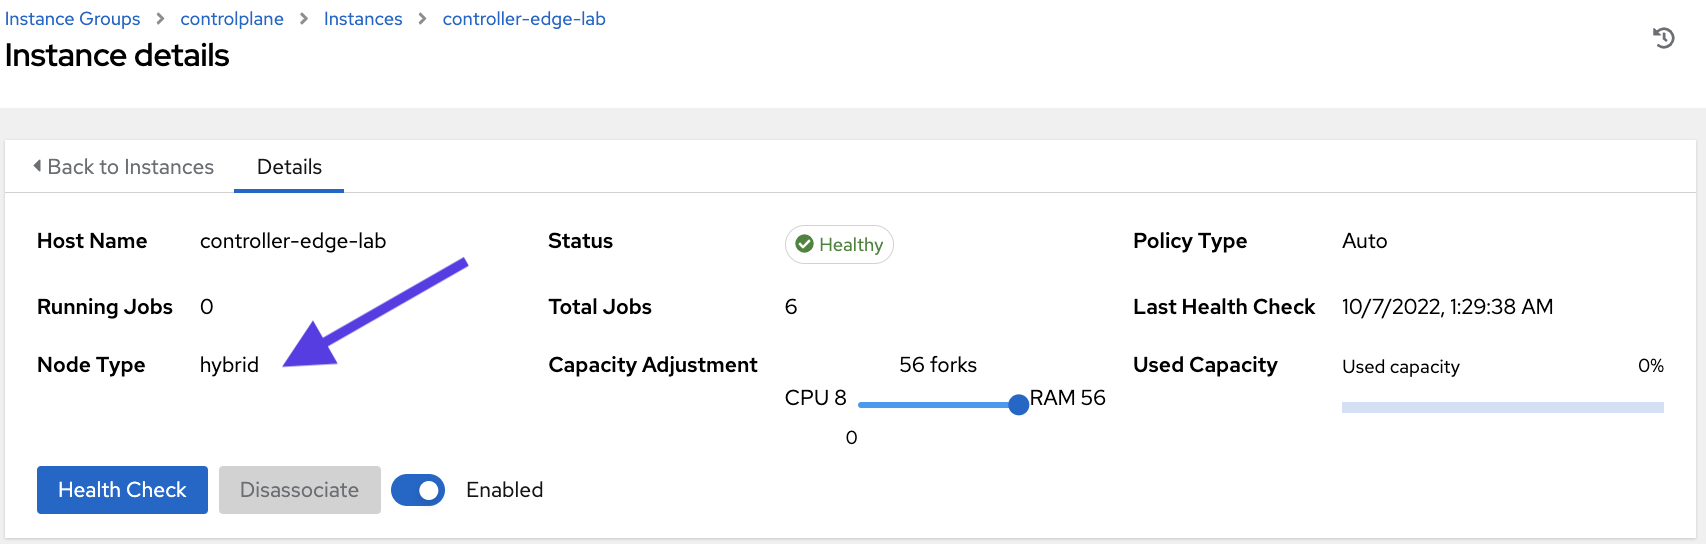 Instance Groups > controlplane > Instances > controller-edge-lab
Instance details
Back to Instances Details
Host Name controller-edge-lab Status Healthy Policy Type Auto
Running Jobs 0 Total Jobs 6 Last Health Check 10/7/2022, 1:29:38 AM
Node Type hybrid Capacity Adjustment 56 forks Used Capacity Used capacity 0%
CPU 8 RAM 56
0
Health Check Disassociate Enabled